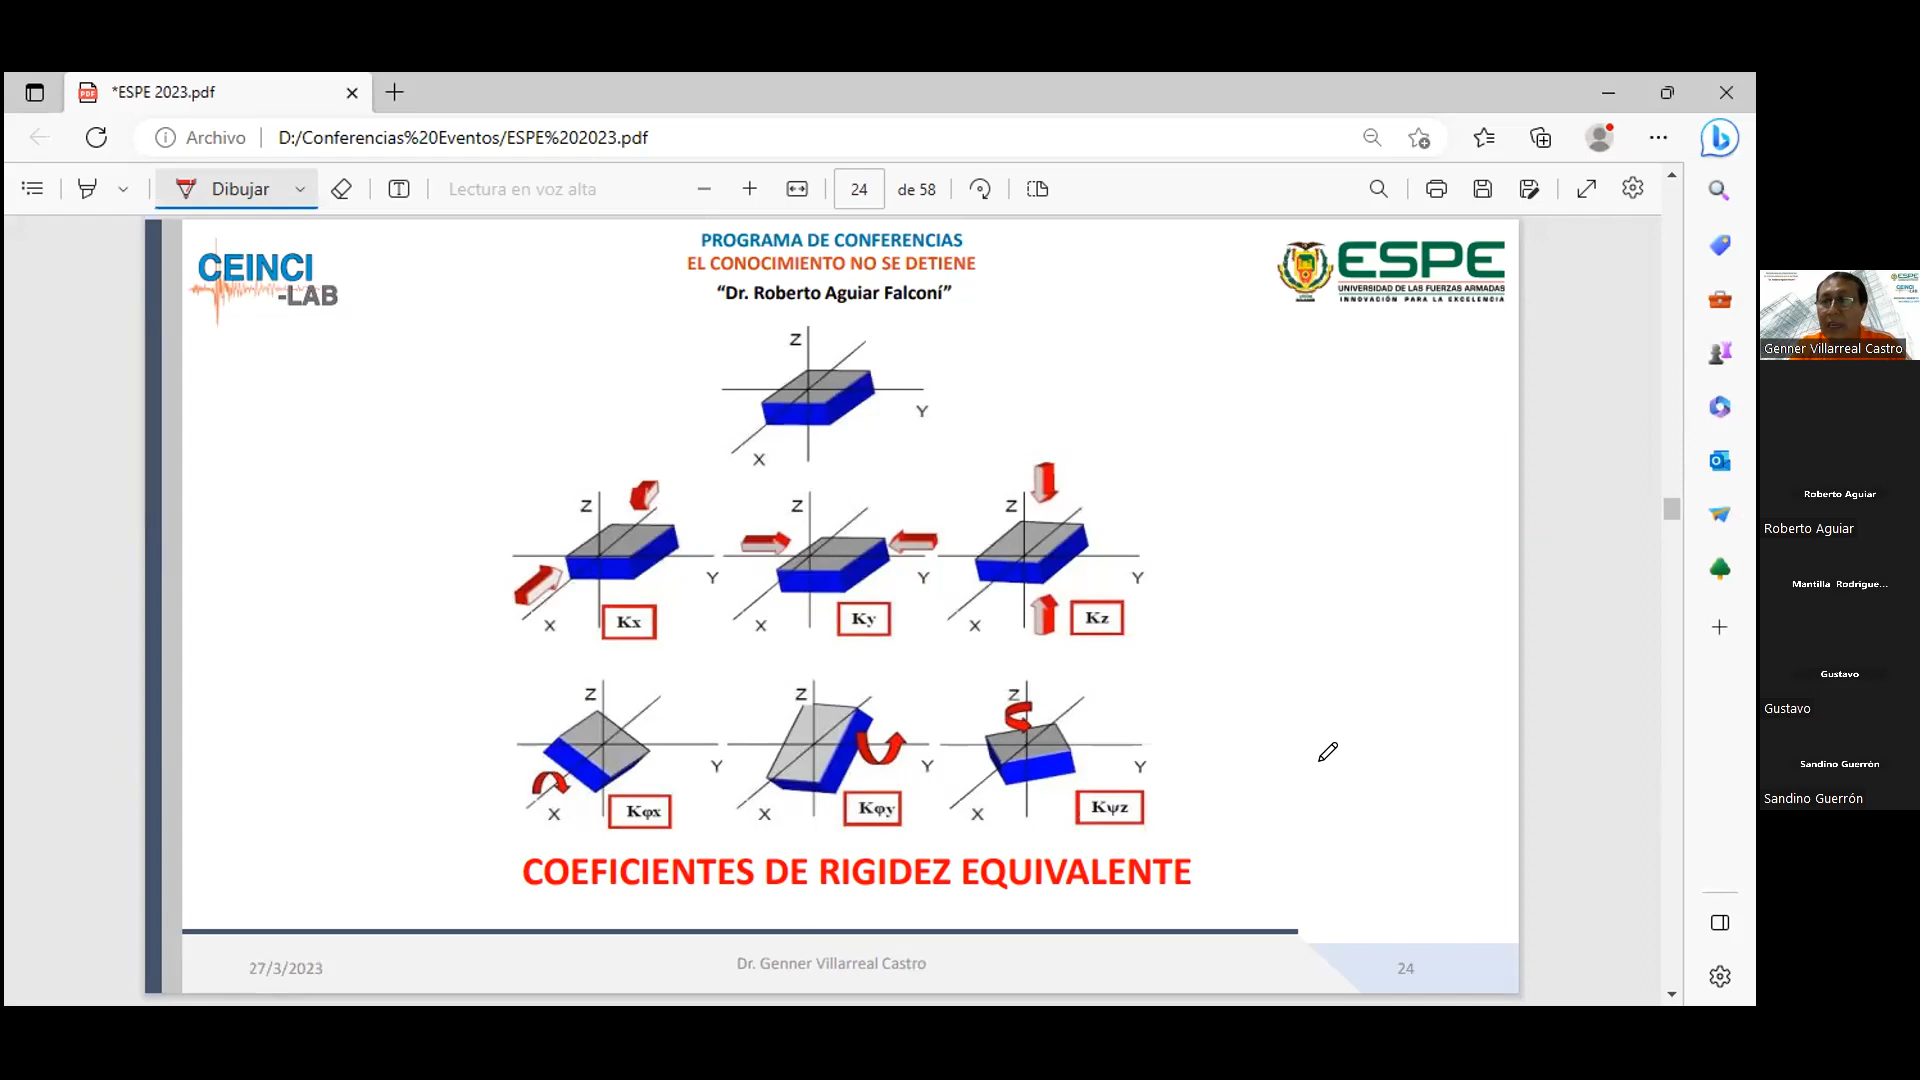 *ESPE 2023.pdf
Archivo
D:/Conferencias%20Eventos/ESPE%202023.pdf
Dibujar
Lectura en voz alta
24
de 58
CEINCI
-LAB
PROGRAMA DE CONFERENCIAS
EL CONOCIMIENTO NO SE DETIENE
“Dr. Roberto Aguiar Falconí”
ESPE
UNIVERSIDAD DE LAS FUERZAS ARMADAS
INNOVACIÓN PARA LA EXCELENCIA
Z
Y
X
Z
Y
X
Kx
Z
Y
X
Ky
Z
Y
X
Kz
Z
Y
X
Kφx
Z
Y
X
Kφy
Z
Y
X
Kψz
COEFICIENTES DE RIGIDEZ EQUIVALENTE
27/3/2023
Dr. Genner Villarreal Castro
24
Genner Villarreal Castro
Roberto Aguiar
Roberto Aguiar
Mantilla Rodrigue...
Gustavo
Gustavo
Sandino Guerrón
Sandino Guerrón